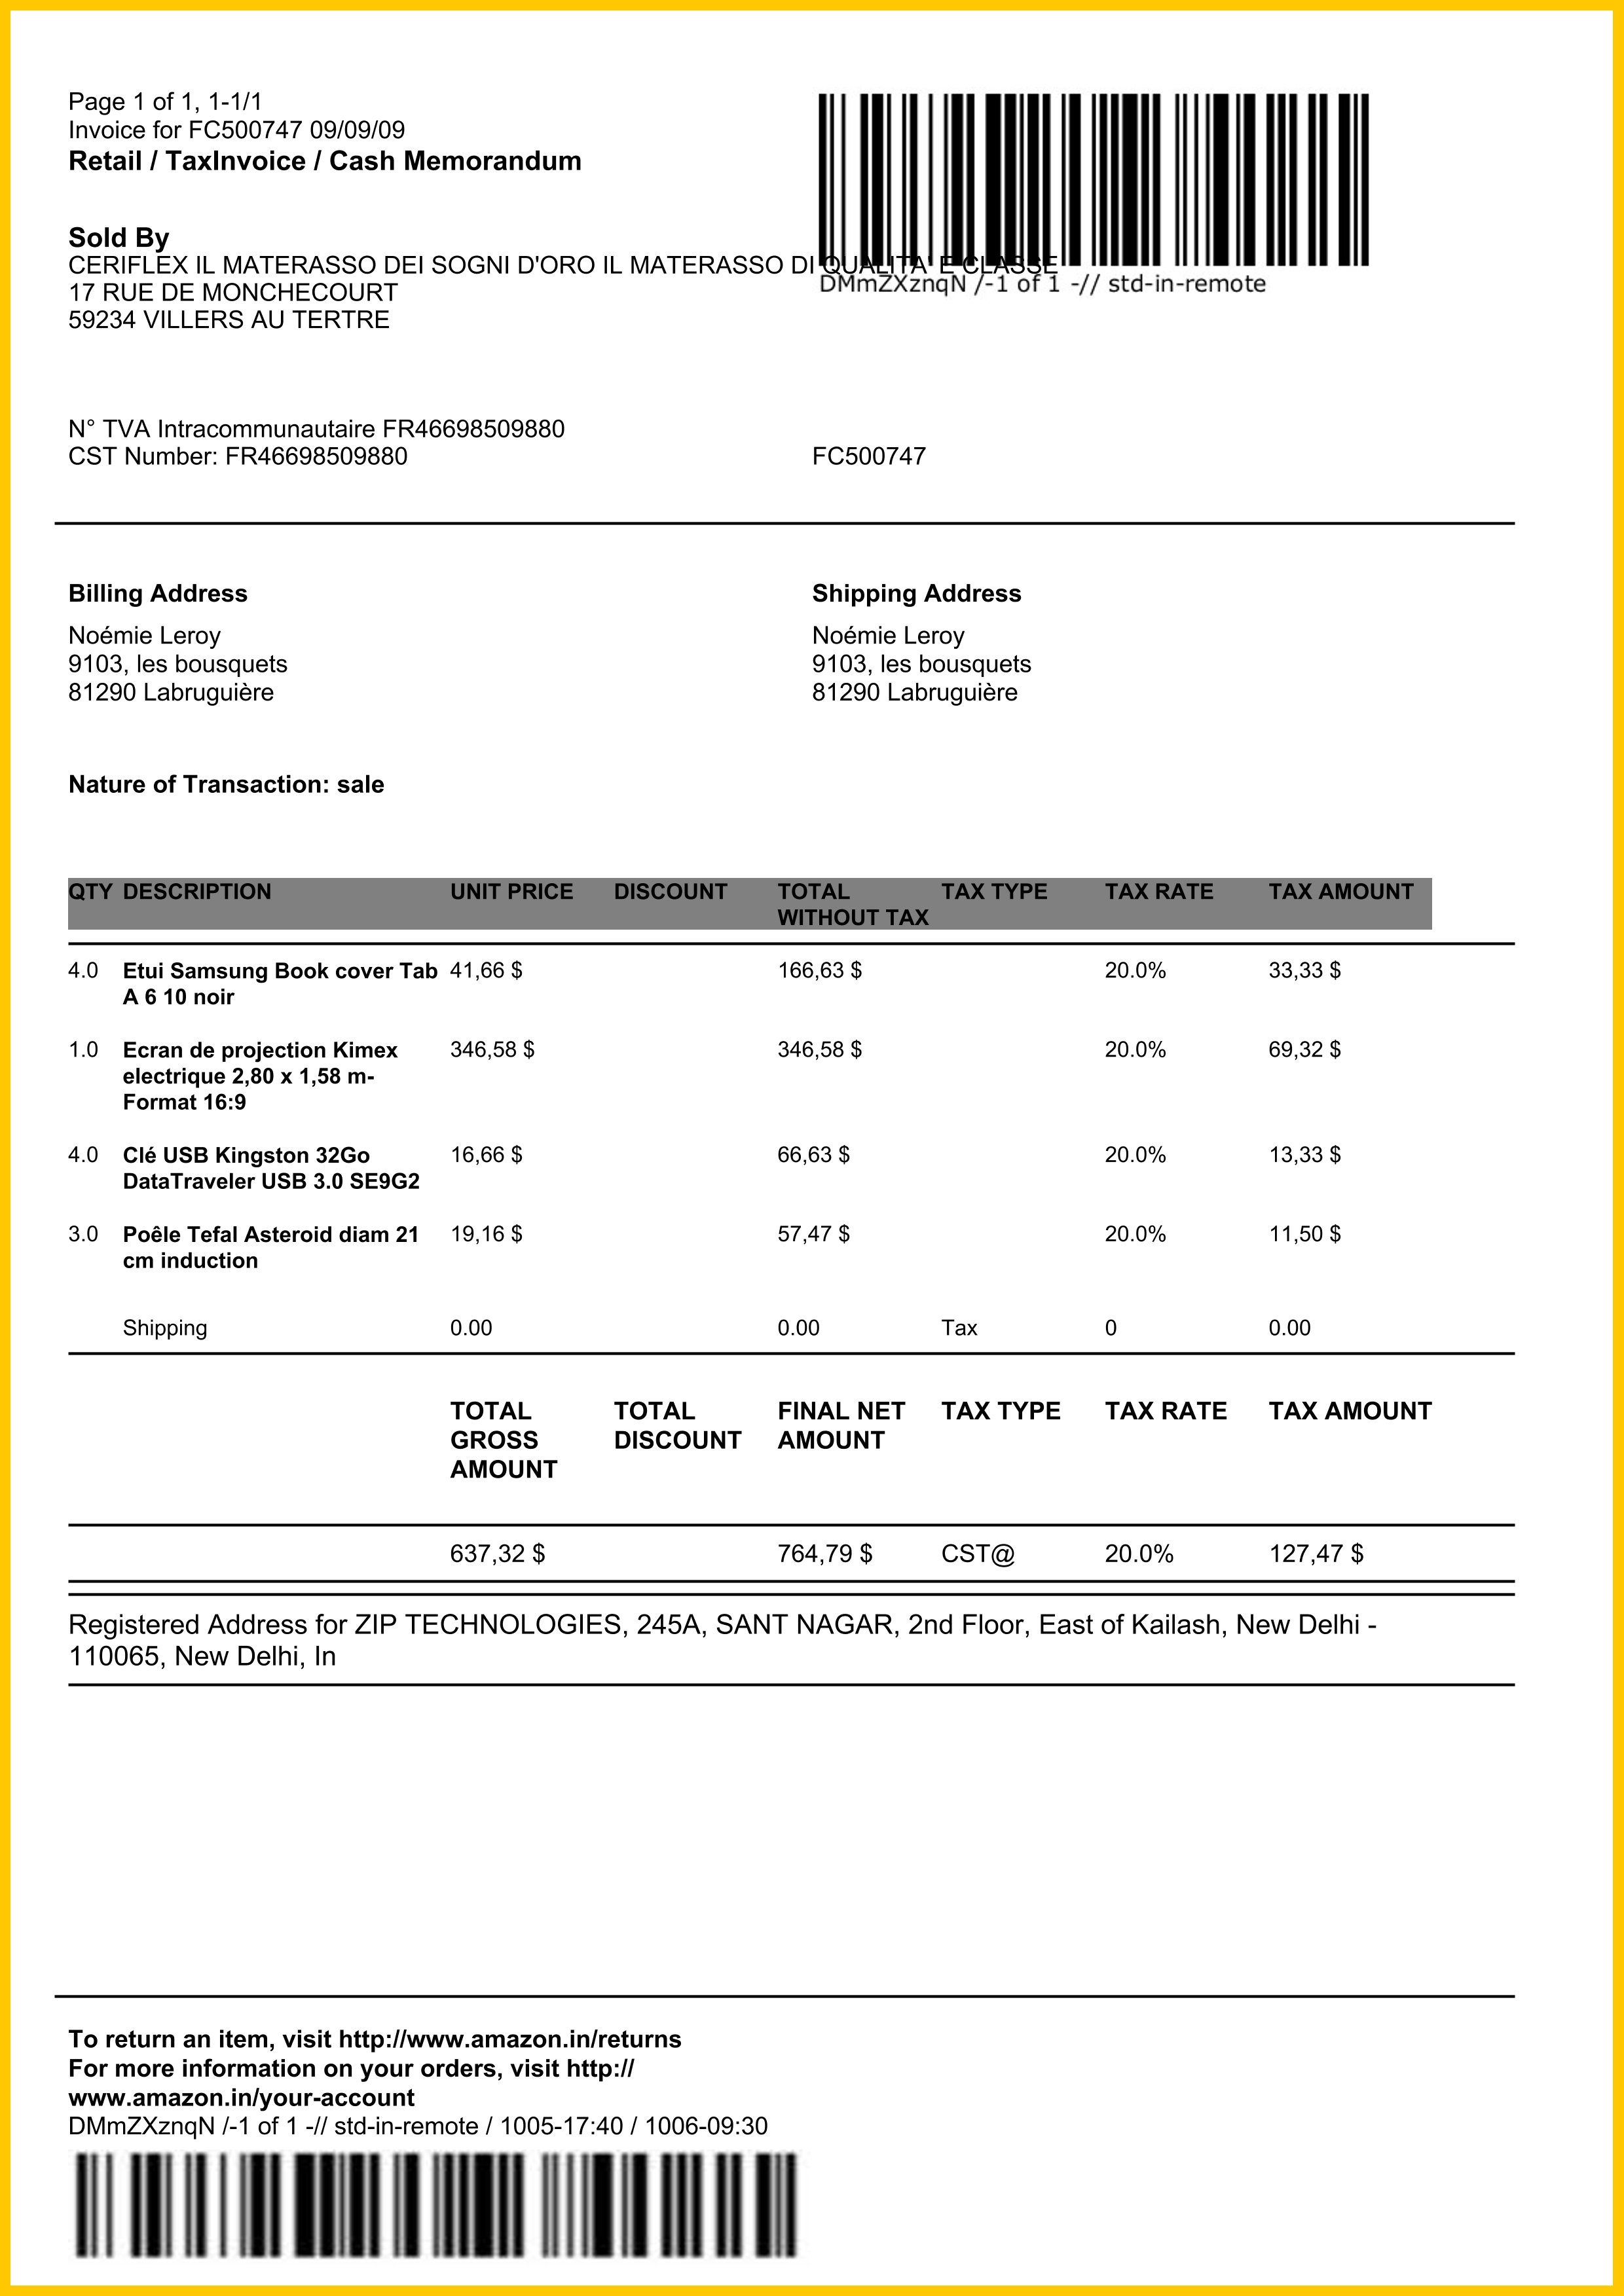 Page 1 of 1, 1-1/1
Invoice for FC500747 09/09/09
Retail / TaxInvoice / Cash Memorandum
Sold By
CERIFLEX IL MATERASSO DEI SOGNI D'ORO IL MATERASSO DI QUALITA' E CLASSE
17 RUE DE MONCHECOURT
59234 VILLERS AU TERTRE
DMmZXznqN /-1 of 1 -// std-in-remote
N° TVA Intracommunautaire FR46698509880
CST Number: FR46698509880 FC500747
Billing Address Shipping Address
Noémie Leroy Noémie Leroy
9103, les bousquets 9103, les bousquets
81290 Labruguière 81290 Labruguière
Nature of Transaction: sale
QTY DESCRIPTION UNIT PRICE DISCOUNT TOTAL TAX TYPE TAX RATE TAX AMOUNT
WITHOUT TAX
4.0 Etui Samsung Book cover Tab 41,66 $ 166,63 $ 20.0% 33,33 $
A 6 10 noir
1.0 Ecran de projection Kimex 346,58 $ 346,58 $ 20.0% 69,32 $
electrique 2,80 x 1,58 m-
Format 16:9
4.0 Clé USB Kingston 32Go 16,66 $ 66,63 $ 20.0% 13,33 $
DataTraveler USB 3.0 SE9G2
3.0 Poêle Tefal Asteroid diam 21 19,16 $ 57,47 $ 20.0% 11,50 $
cm induction
Shipping 0.00 0.00 Tax 0 0.00
TOTAL TOTAL FINAL NET TAX TYPE TAX RATE TAX AMOUNT
GROSS DISCOUNT AMOUNT
AMOUNT
637,32 $ 764,79 $ CST@ 20.0% 127,47 $
Registered Address for ZIP TECHNOLOGIES, 245A, SANT NAGAR, 2nd Floor, East of Kailash, New Delhi -
110065, New Delhi, In
To return an item, visit http://www.amazon.in/returns
For more information on your orders, visit http://
www.amazon.in/your-account
DMmZXznqN /-1 of 1 -// std-in-remote / 1005-17:40 / 1006-09:30